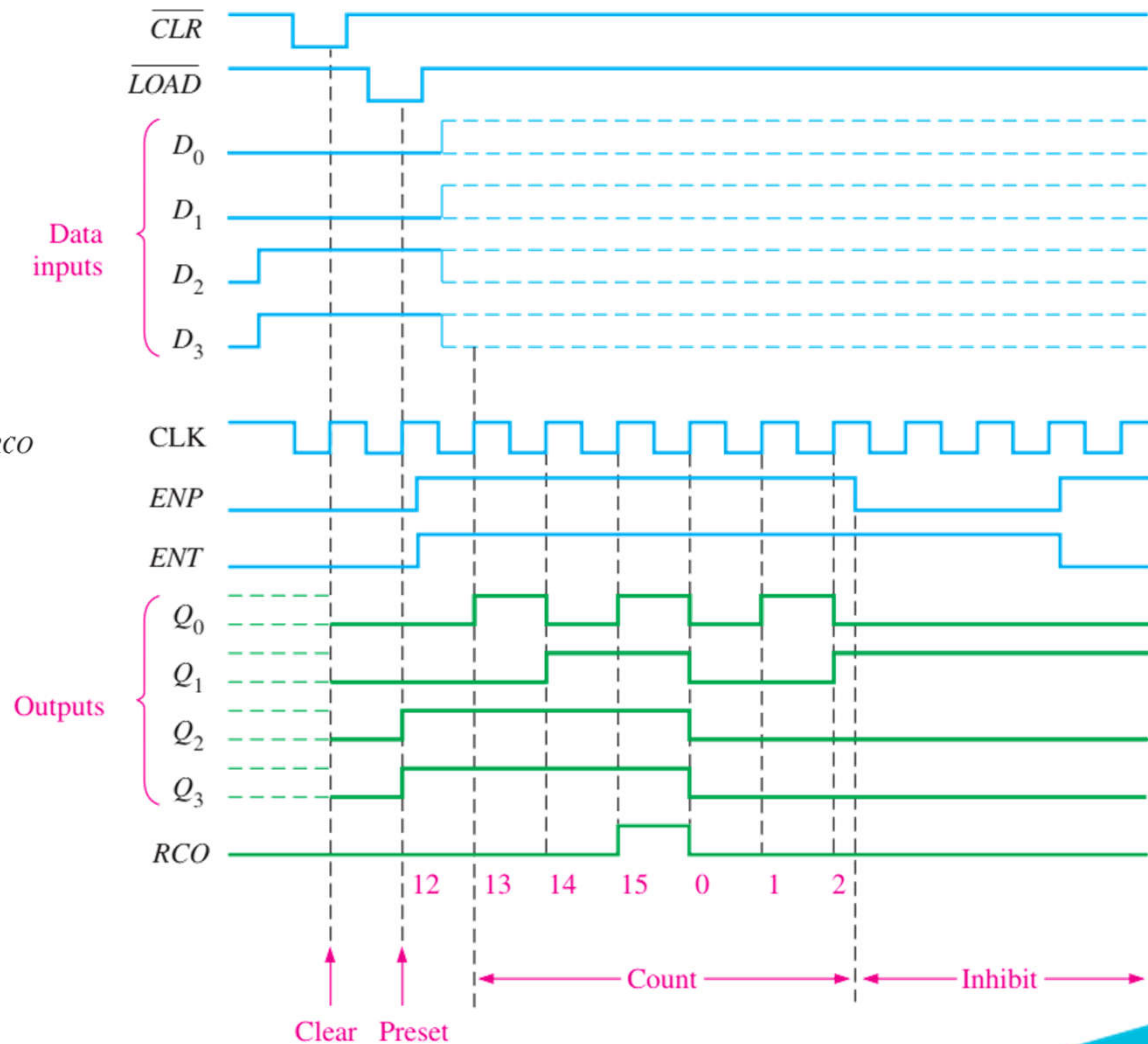 CLR
LOAD
D0
D1
Data
inputs
D2
D3
RCO
CLK
ENP
ENT
Q0
Q1
Outputs
Q2
Q3
RCO
12 13 14 15 0 1 2
Count Inhibit
Clear Preset